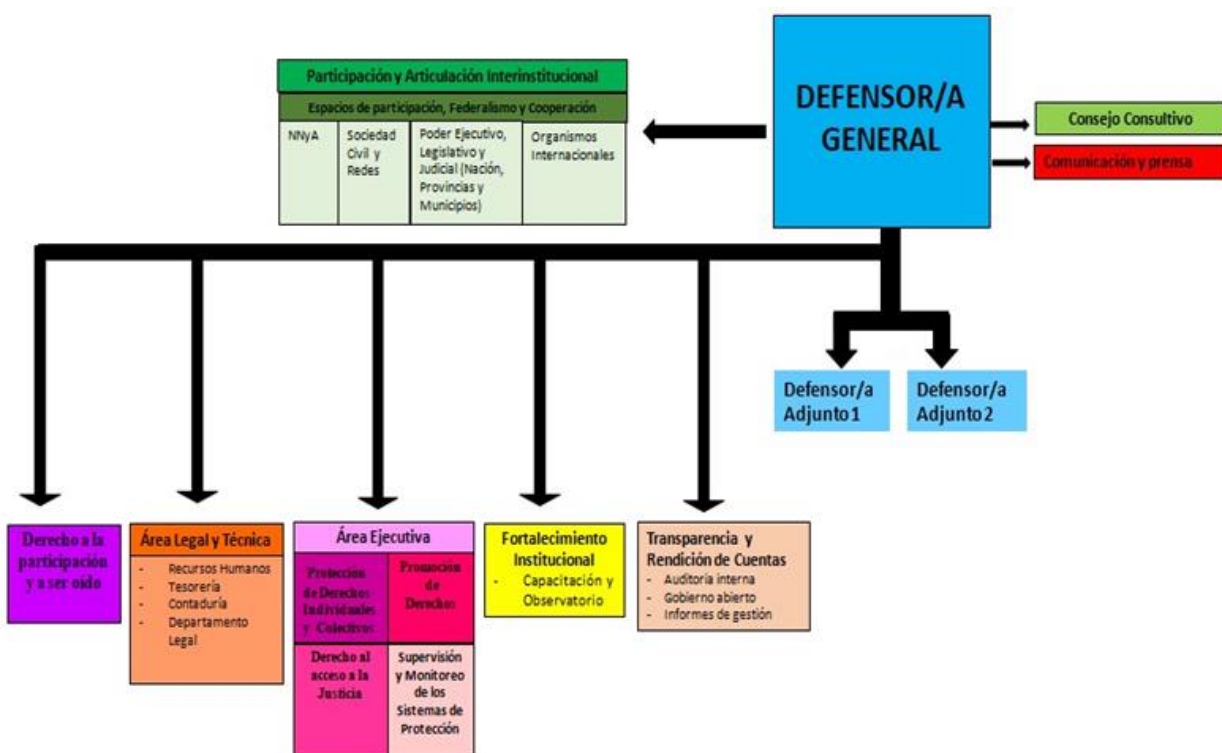 Participación y Articulación Interinstitucional
Espacios de participación, Federalismo y Cooperación
NNyA
Sociedad
Civil y
Redes
Poder Ejecutivo,
Legislativo y
Judicial (Nación,
Provincias y
Municipios)
Organismos
Internacionales
DEFENSOR/A
GENERAL
Consejo Consultivo
Comunicación y prensa
Defensor/a
Adjunto 1
Defensor/a
Adjunto 2
Derecho a la
participación
y a ser oído
Área Legal y Técnica
- Recursos Humanos
- Tesorería
- Contaduría
- Departamento
Legal
Área Ejecutiva
Protección
de Derechos
Individuales
y Colectivos
Promoción
de
Derechos
Derecho al
acceso a la
Justicia
Supervisión
y Monitoreo
de los
Sistemas de
Protección
Fortalecimiento
Institucional
- Capacitación y
Observatorio
Transparencia y
Rendición de Cuentas
- Auditoría interna
- Gobierno abierto
- Informes de gestión